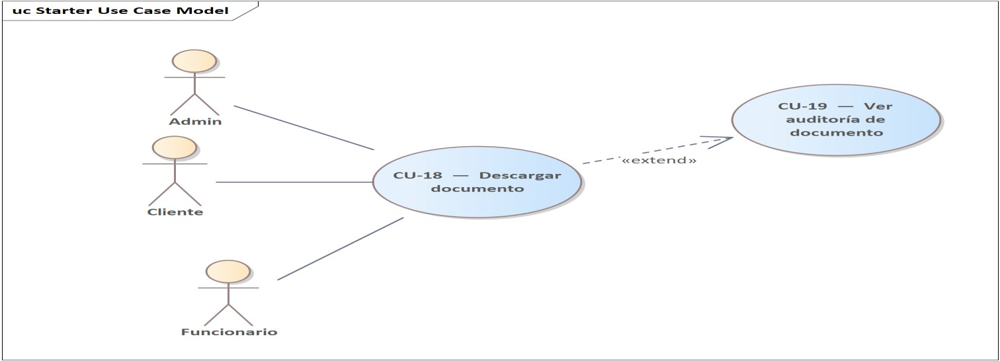 uc Starter Use Case Model
Admin
Cliente
Funcionario
CU-18 — Descargar
documento
«extend»
CU-19 — Ver
auditoría de
documento